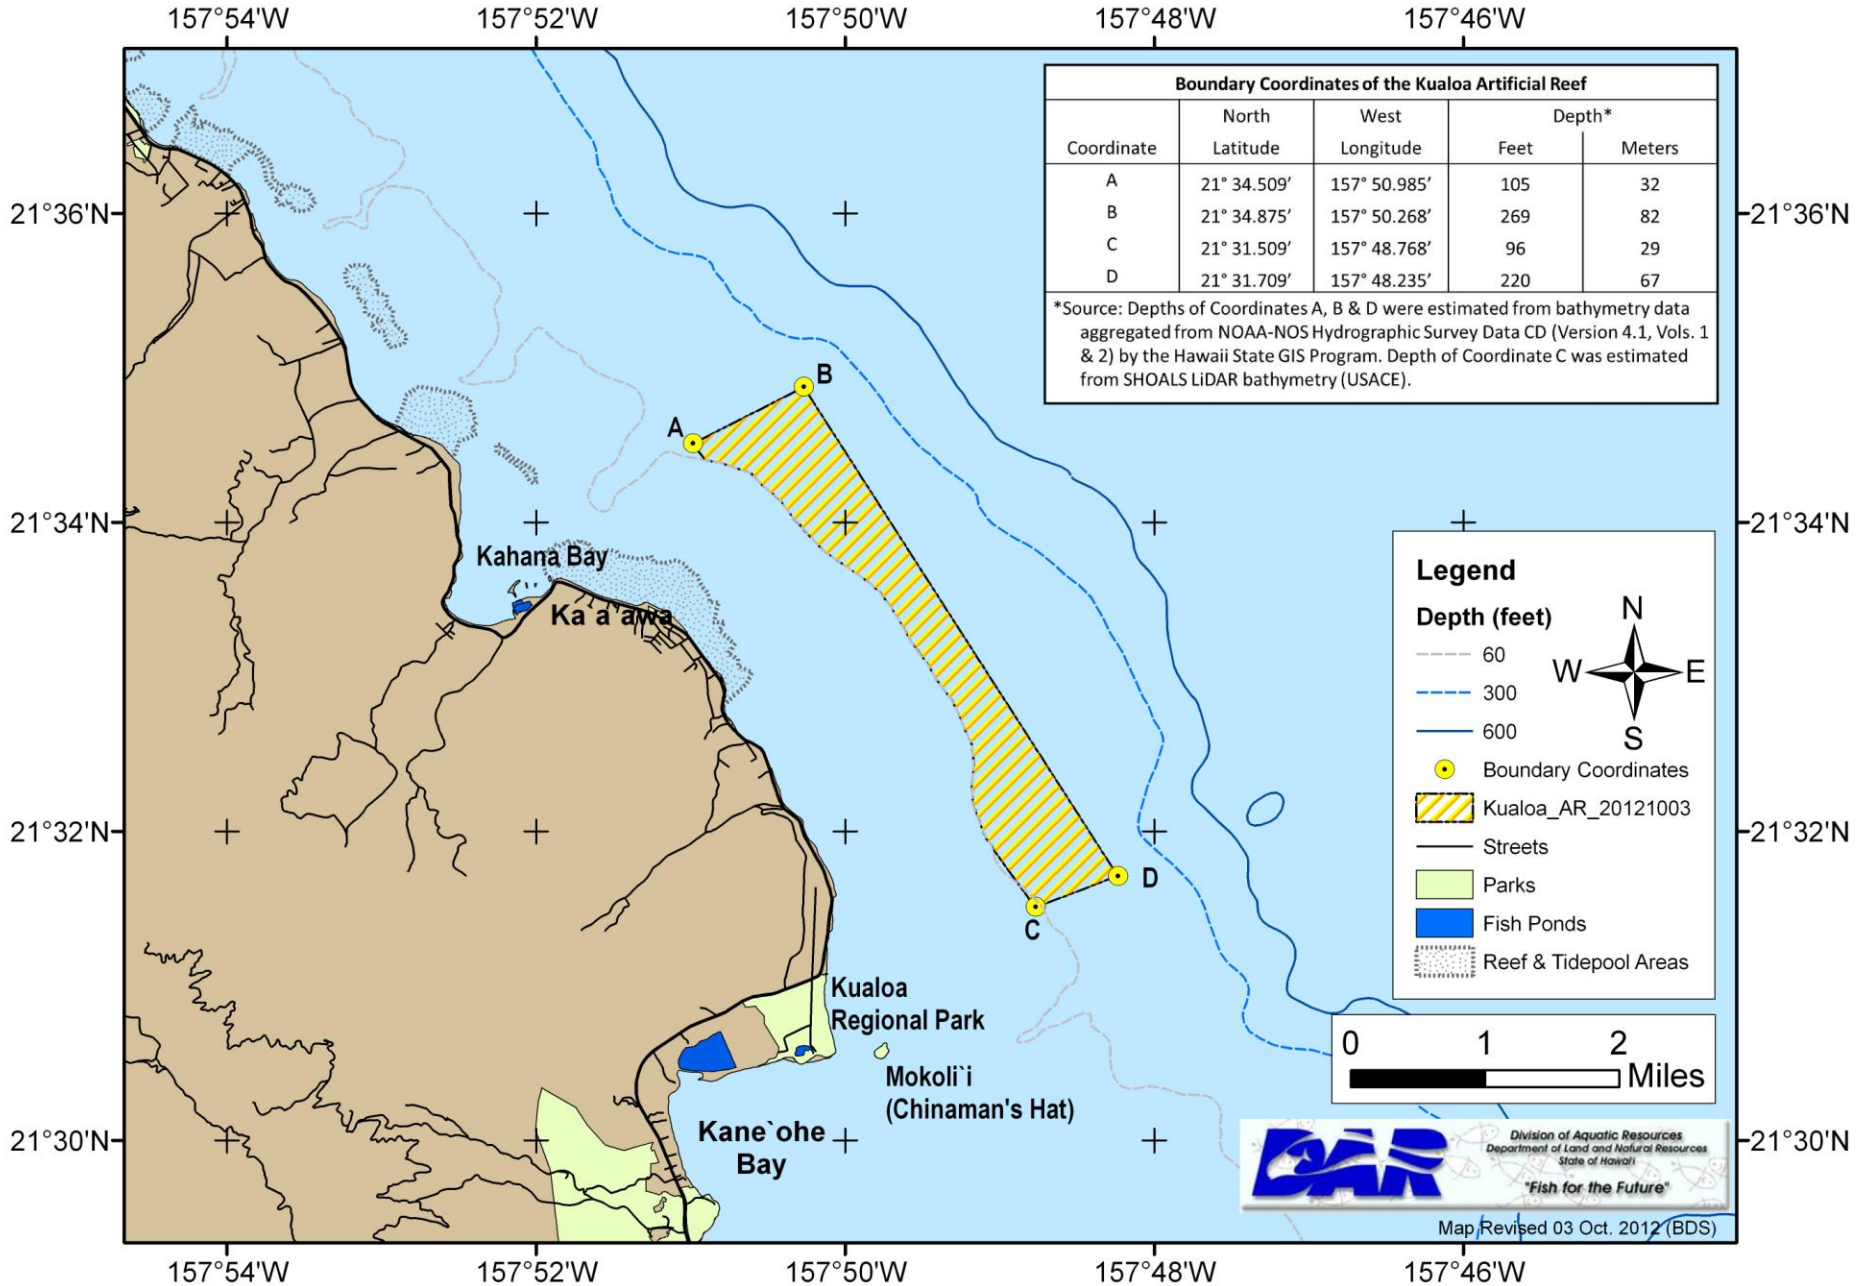 157°54'W 157°52'W 157°50'W 157°48'W 157°46'W
Boundary Coordinates of the Kualoa Artificial Reef
North West Depth*
Coordinate Latitude Longitude Feet Meters
A 21° 34.509’ 157° 50.985’ 105 32
B 21° 34.875’ 157° 50.268’ 269 82
C 21° 31.509’ 157° 48.768’ 96 29
D 21° 31.709’ 157° 48.235’ 220 67
*Source: Depths of Coordinates A, B & D were estimated from bathymetry data
aggregated from NOAA-NOS Hydrographic Survey Data CD (Version 4.1, Vols. 1
& 2) by the Hawaii State GIS Program. Depth of Coordinate C was estimated
from SHOALS LiDAR bathymetry (USACE).
21°36'N 21°36'N
B
A
21°34'N 21°34'N
Kahana Bay
Ka a awa
Legend
Depth (feet)
60
300
600
Boundary Coordinates
Kualoa_AR_20121003
Streets
Parks
Fish Ponds
Reef & Tidepool Areas
N
W E
S
21°32'N 21°32'N
D
C
Kualoa
Regional Park
Mokoli`i
(Chinaman's Hat)
Kane`ohe
Bay
0 1 2
Miles
21°30'N 21°30'N
DAR
Division of Aquatic Resources
Department of Land and Natural Resources
State of Hawai'i
"Fish for the Future"
Map Revised 03 Oct. 2012 (BDS)
157°54'W 157°52'W 157°50'W 157°48'W 157°46'W